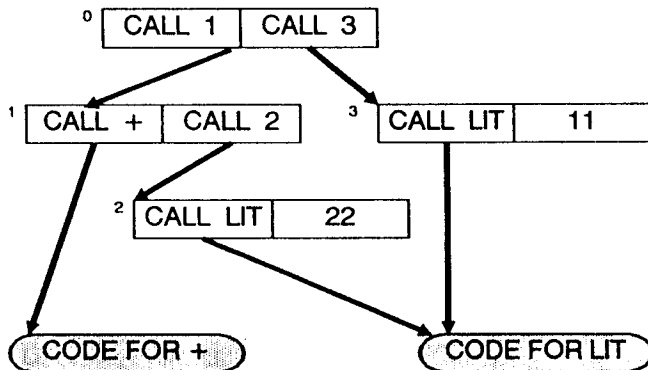 0 CALL 1 CALL 3
1 CALL + CALL 2
3 CALL LIT 11
2 CALL LIT 22
CODE FOR +
CODE FOR LIT